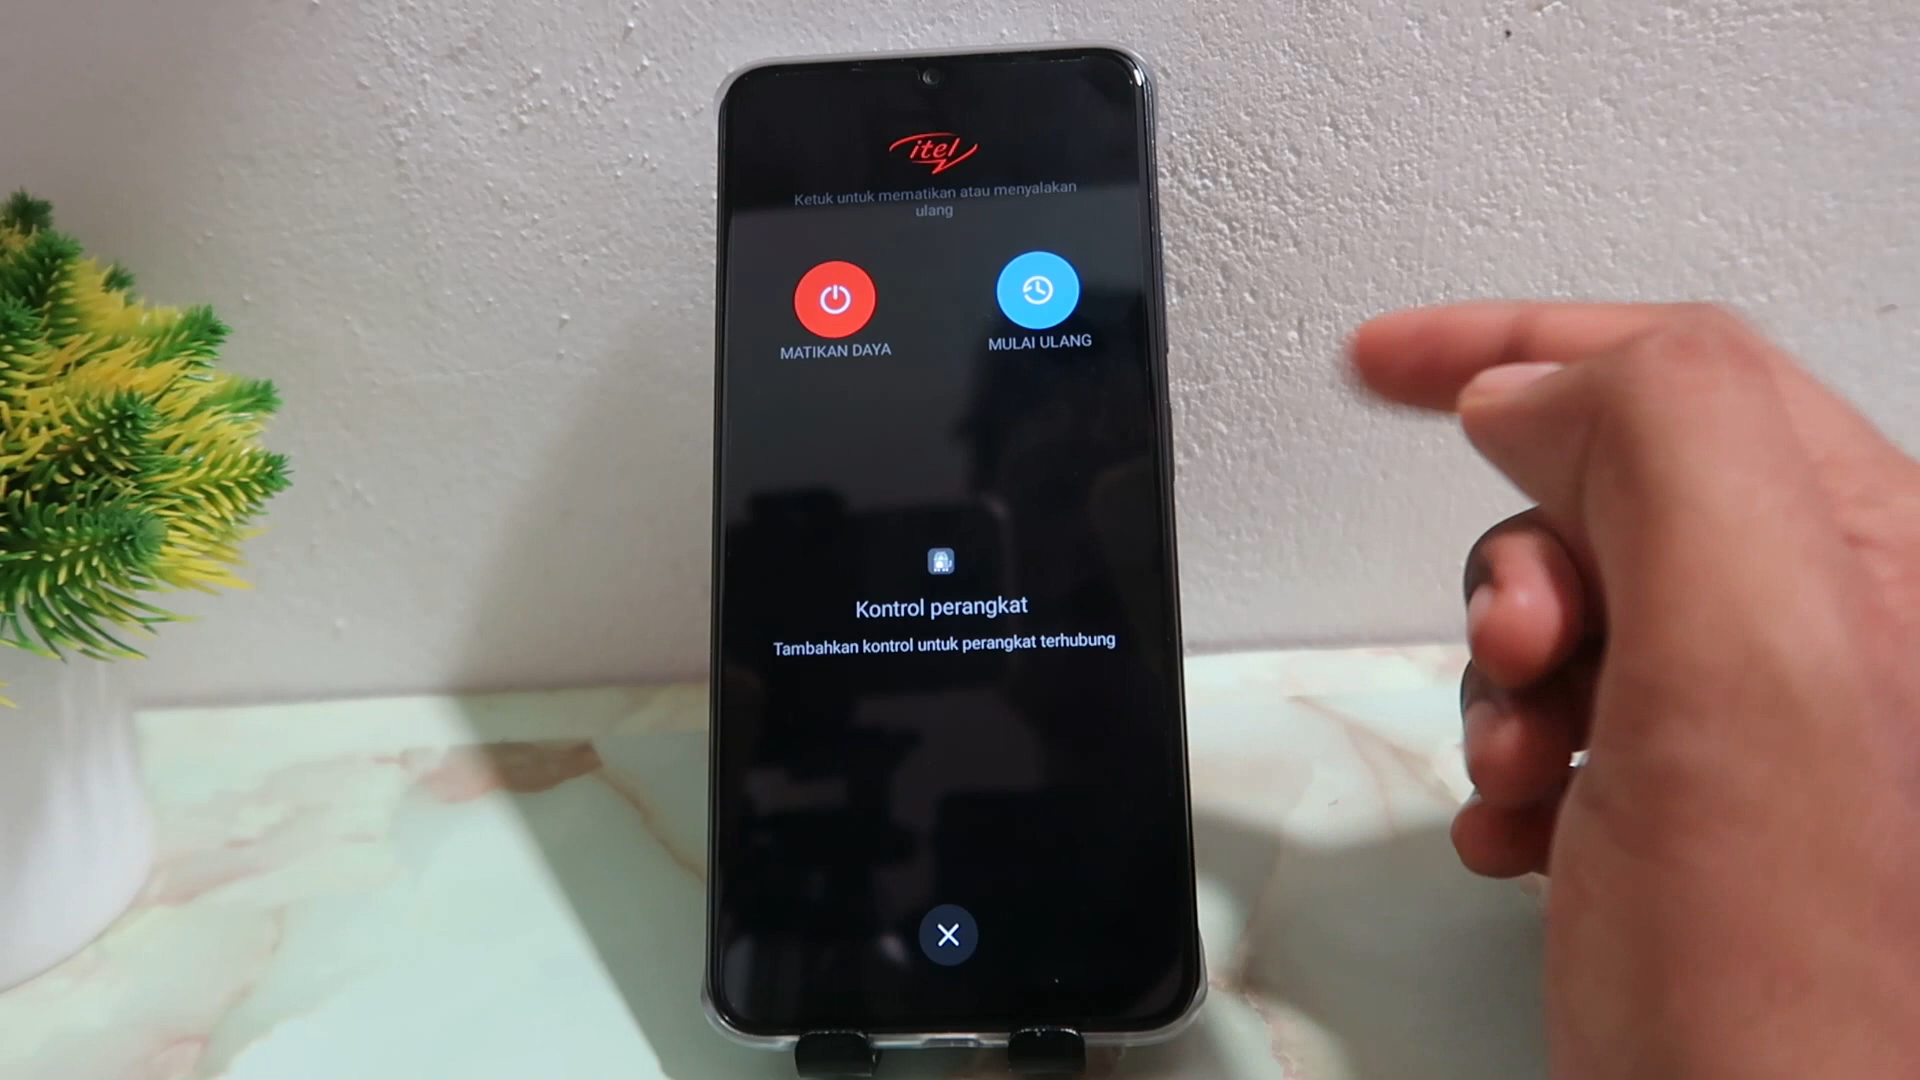 itel
Ketuk untuk mematikan atau menyalakan
ulang
MATIKAN DAYA
MULAI ULANG
Kontrol perangkat
Tambahkan kontrol untuk perangkat terhubung